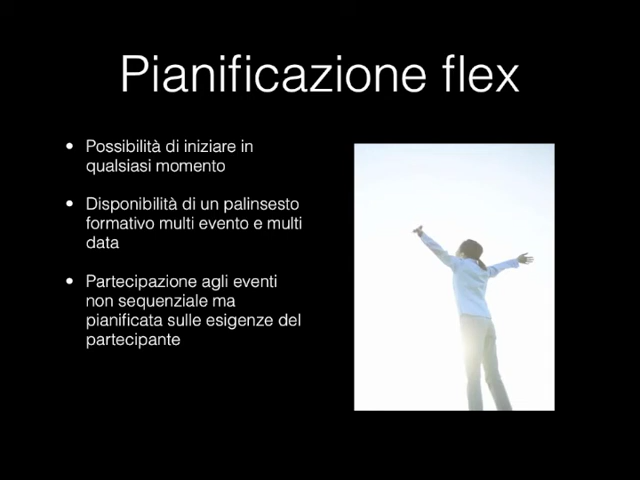 Pianificazione flex
• Possibilità di iniziare in
qualsiasi momento
• Disponibilità di un palinsesto
formativo multi evento e multi
data
• Partecipazione agli eventi
non sequenziale ma
pianificata sulle esigenze del
partecipante